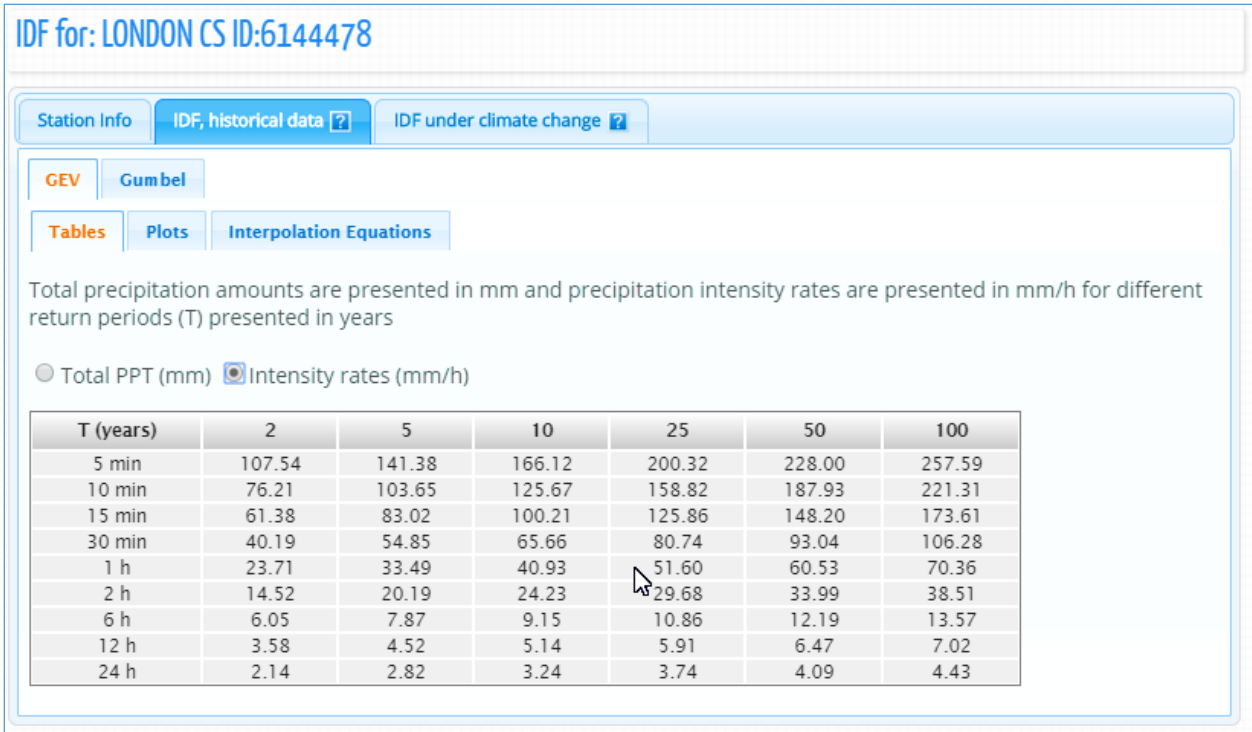 IDF for: LONDON CS ID:6144478
Station Info IDF, historical data ? IDF under climate change ?
GEV Gumbel
Tables Plots Interpolation Equations
Total precipitation amounts are presented in mm and precipitation intensity rates are presented in mm/h for different
return periods (T) presented in years
Total PPT (mm) Intensity rates (mm/h)
T (years) 2 5 10 25 50 100
5 min 107.54 141.38 166.12 200.32 228.00 257.59
10 min 76.21 103.65 125.67 158.82 187.93 221.31
15 min 61.38 83.02 100.21 125.86 148.20 173.61
30 min 40.19 54.85 65.66 80.74 93.04 106.28
1 h 23.71 33.49 40.93 51.60 60.53 70.36
2 h 14.52 20.19 24.23 29.68 33.99 38.51
6 h 6.05 7.87 9.15 10.86 12.19 13.57
12 h 3.58 4.52 5.14 5.91 6.47 7.02
24 h 2.14 2.82 3.24 3.74 4.09 4.43